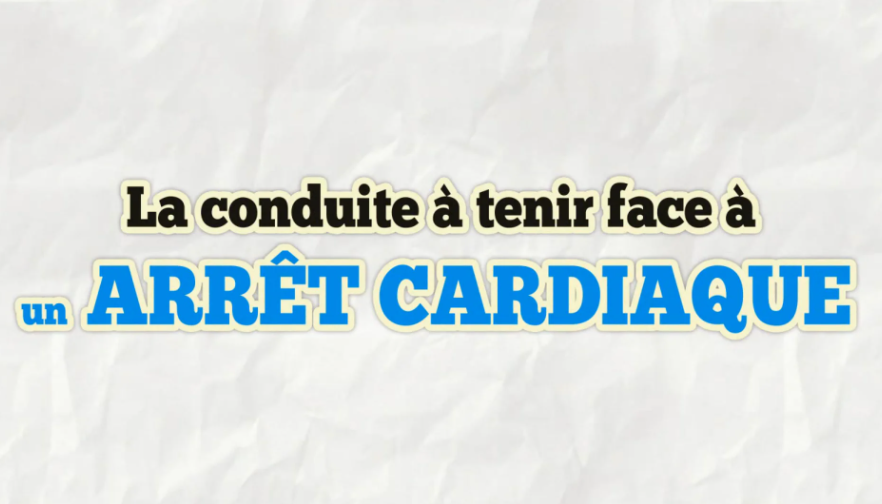 La conduite à tenir face à
un ARRÊT CARDIAQUE